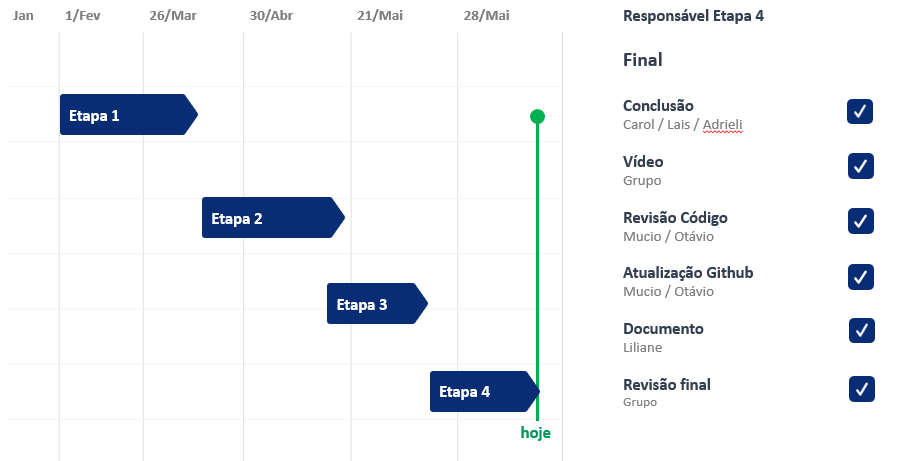 Jan 1/Fev 26/Mar 30/Abr 21/Mai 28/Mai
Etapa 1
Etapa 2
Etapa 3
Etapa 4
hoje
Responsável Etapa 4
Final
Conclusão
Carol / Lais / Adrieli
Vídeo
Grupo
Revisão Código
Mucio / Otávio
Atualização Github
Mucio / Otávio
Documento
Liliane
Revisão final
Grupo